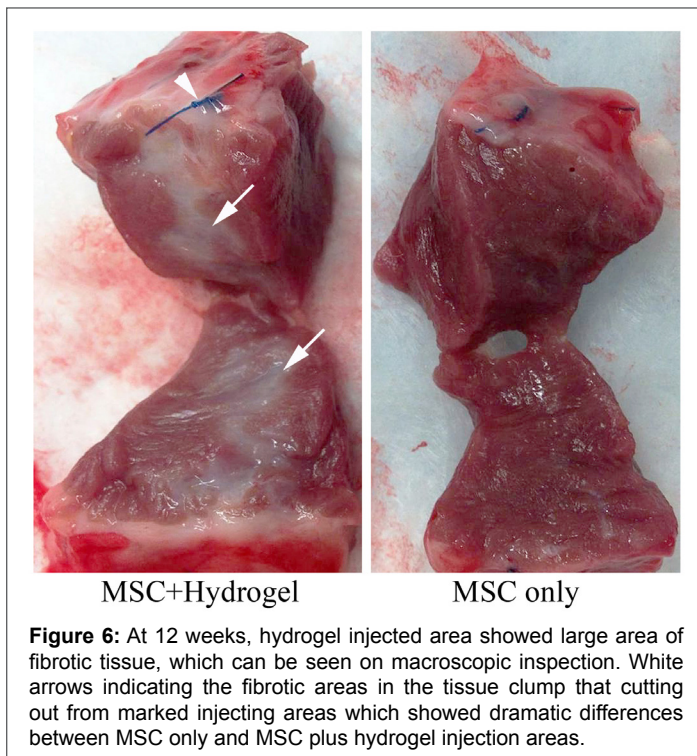 MSC+Hydrogel
MSC only
Figure 6: At 12 weeks, hydrogel injected area showed large area of
fibrotic tissue, which can be seen on macroscopic inspection. White
arrows indicating the fibrotic areas in the tissue clump that cutting
out from marked injecting areas which showed dramatic differences
between MSC only and MSC plus hydrogel injection areas.